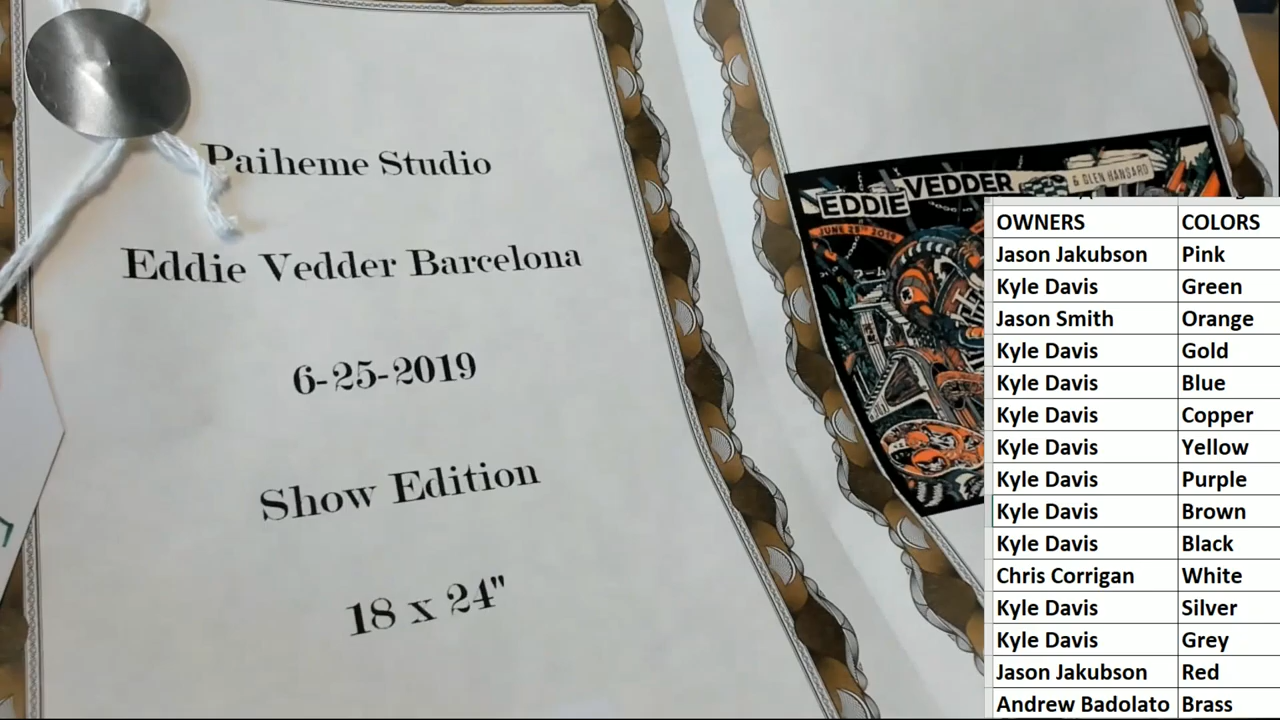 Paiheme Studio
Eddie Vedder Barcelona
6-25-2019
Show Edition
18 x 24"
EDDIE VEDDER & GLEN HANSARD
JUNE 25TH 2019
OWNERS COLORS
Jason Jakubson Pink
Kyle Davis Green
Jason Smith Orange
Kyle Davis Gold
Kyle Davis Blue
Kyle Davis Copper
Kyle Davis Yellow
Kyle Davis Purple
Kyle Davis Brown
Kyle Davis Black
Chris Corrigan White
Kyle Davis Silver
Kyle Davis Grey
Jason Jakubson Red
Andrew Badolato Brass